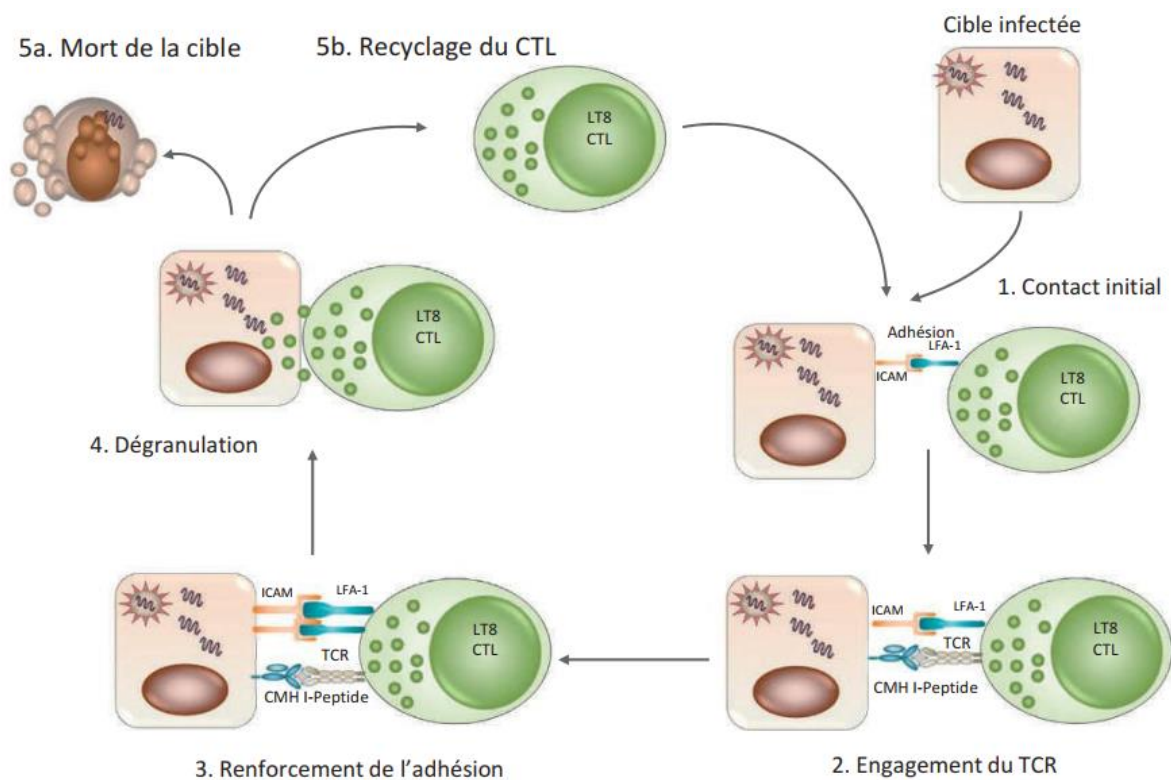 5a. Mort de la cible
5b. Recyclage du CTL
LT8
CTL
Cible infectée
1. Contact initial
Adhésion
LFA-1
ICAM
LT8
CTL
LT8
CTL
4. Dégranulation
ICAM
LFA-1
TCR
CMH I-Peptide
LT8
CTL
3. Renforcement de l'adhésion
ICAM
LFA-1
TCR
CMH I-Peptide
LT8
CTL
2. Engagement du TCR